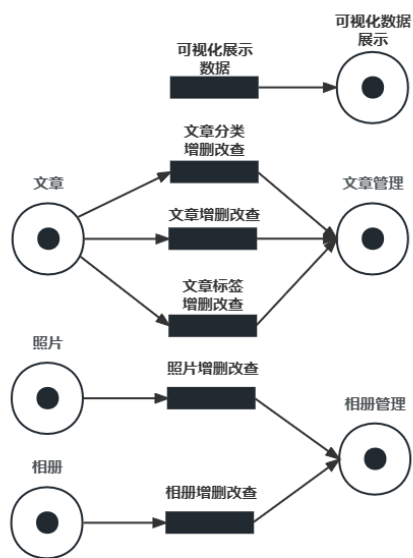 可视化展示
数据
可视化数据
展示
文章分类
增删改查
文章
文章增删改查
文章管理
文章标签
增删改查
照片
照片增删改查
相册管理
相册
相册增删改查